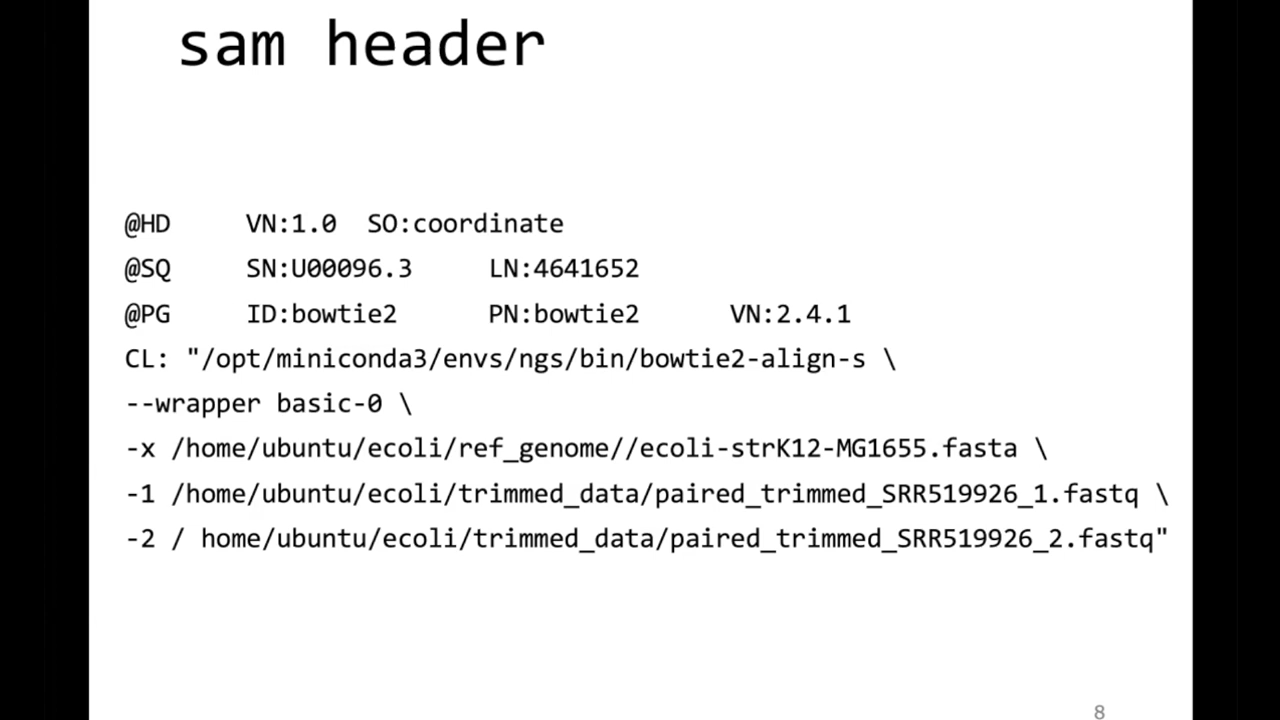 sam header
@HD VN:1.0 SO:coordinate
@SQ SN:U00096.3 LN:4641652
@PG ID:bowtie2 PN:bowtie2 VN:2.4.1
CL: "/opt/miniconda3/envs/ngs/bin/bowtie2-align-s \
--wrapper basic-0 \
-x /home/ubuntu/ecoli/ref_genome//ecoli-strK12-MG1655.fasta \
-1 /home/ubuntu/ecoli/trimmed_data/paired_trimmed_SRR519926_1.fastq \
-2 / home/ubuntu/ecoli/trimmed_data/paired_trimmed_SRR519926_2.fastq"
8